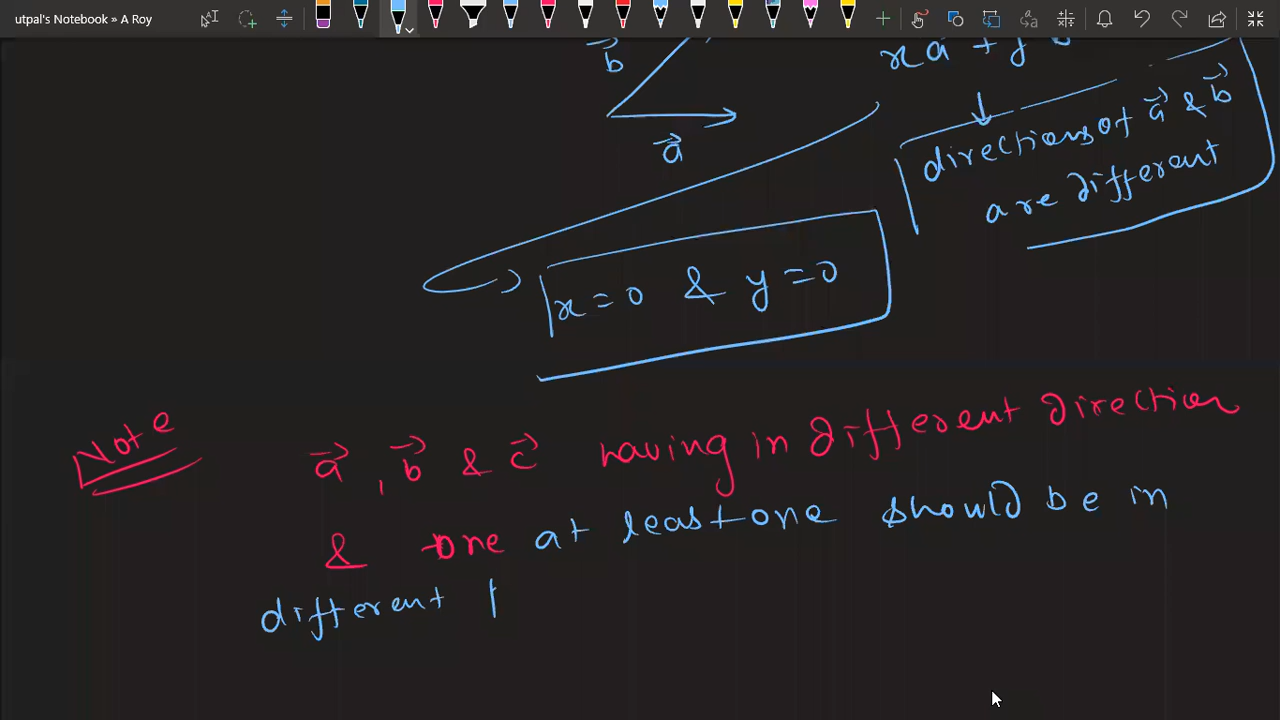 utpal's Notebook » A Roy
b⃗
a⃗
directions of a⃗ & b⃗
are different
x = 0 & y = 0
Note
a⃗, b⃗ & c⃗ having in different direction
& one at least one should be in
different